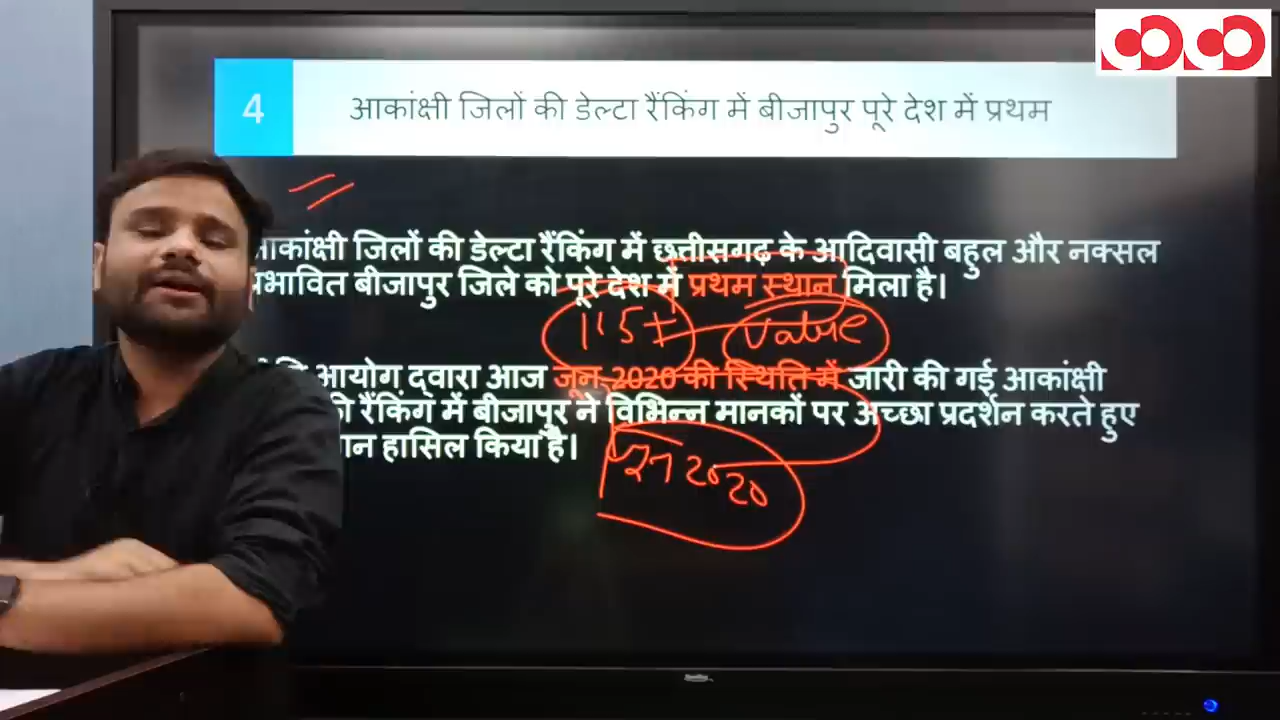 4
आकांक्षी जिलों की डेल्टा रैंकिंग में बीजापुर पूरे देश में प्रथम
आकांक्षी जिलों की डेल्टा रैंकिंग में छत्तीसगढ़ के आदिवासी बहुल और नक्सल
प्रभावित बीजापुर जिले को पूरे देश में प्रथम स्थान मिला है।
115 value
आयोग द्वारा आज जून 2020 की स्थिति में जारी की गई आकांक्षी
की रैंकिंग में बीजापुर ने विभिन्न मानकों पर अच्छा प्रदर्शन करते हुए
हासिल किया है।
जून 2020